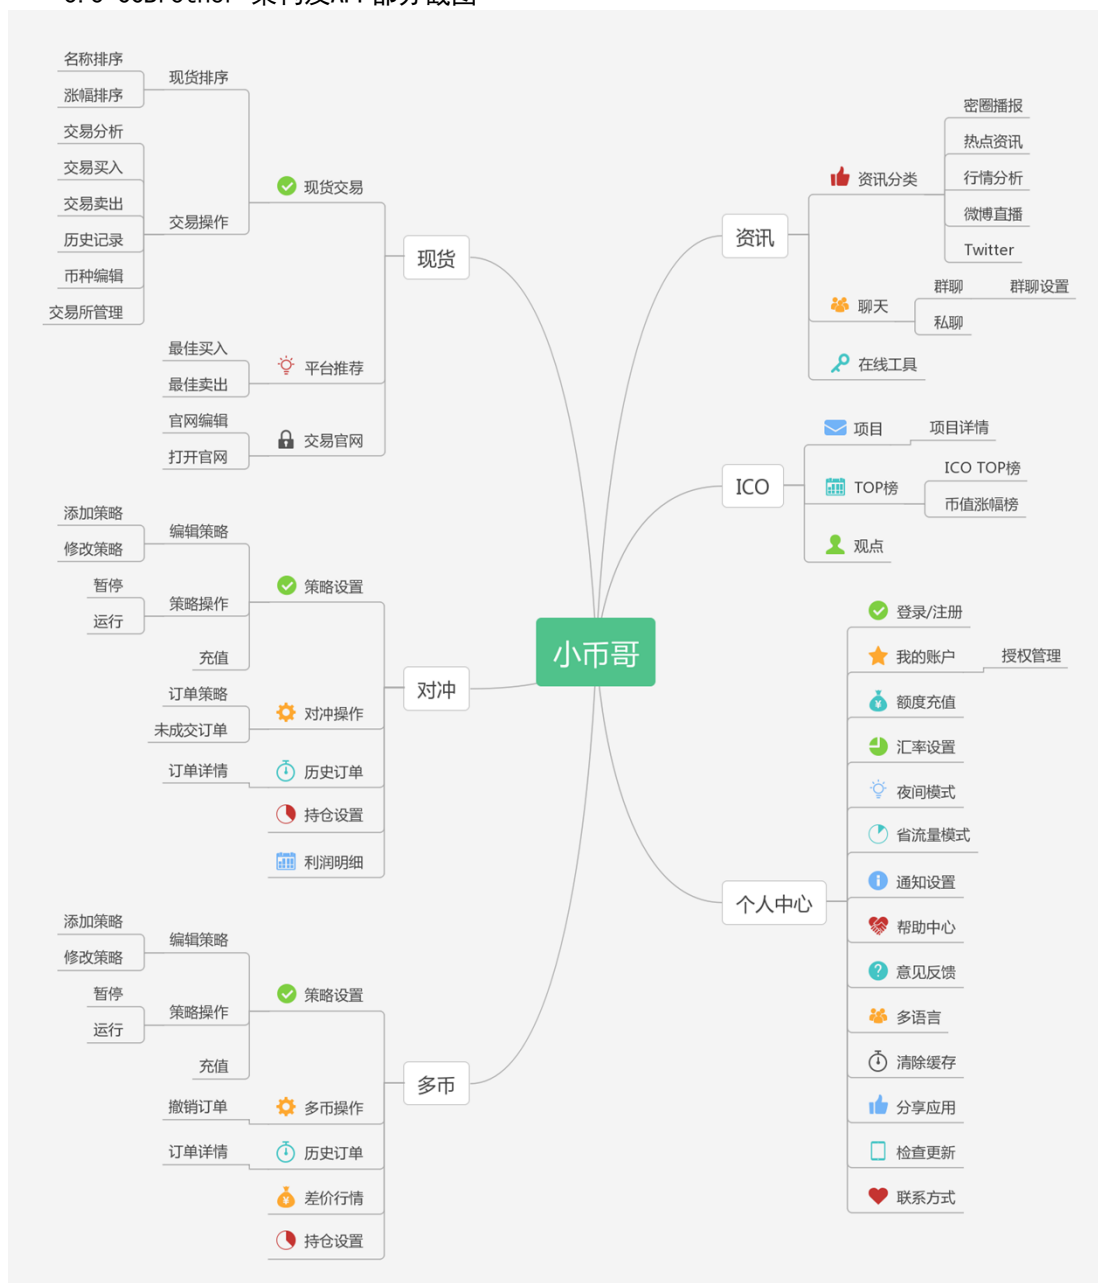 名称排序
涨幅排序
现货排序
交易分析
交易买入
交易卖出
历史记录
币种编辑
交易所管理
交易操作
现货交易
最佳买入
最佳卖出
平台推荐
官网编辑
打开官网
交易官网
现货
添加策略
修改策略
编辑策略
暂停
运行
策略操作
充值
策略设置
订单策略
未成交订单
对冲操作
订单详情
历史订单
持仓设置
利润明细
对冲
添加策略
修改策略
编辑策略
暂停
运行
策略操作
充值
策略设置
撤销订单
多币操作
订单详情
历史订单
差价行情
持仓设置
多币
小币哥
资讯
资讯分类
密圈播报
热点资讯
行情分析
微博直播
Twitter
聊天
群聊
群聊设置
私聊
在线工具
ICO
项目
项目详情
TOP榜
ICO TOP榜
币值涨幅榜
观点
个人中心
登录/注册
我的账户
授权管理
额度充值
汇率设置
夜间模式
省流量模式
通知设置
帮助中心
意见反馈
多语言
清除缓存
分享应用
检查更新
联系方式